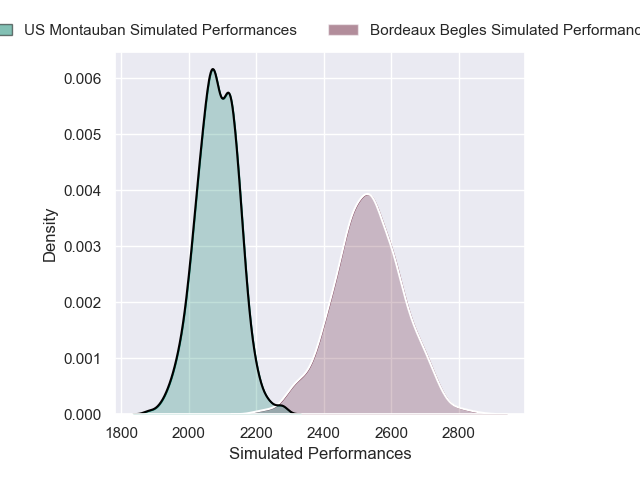 US Montauban Simulated Performances
Bordeaux Begles Simulated
0.006
0.005
0.004
0.003
0.002
0.001
0.000
Density
1800 2000 2200 2400 2600 2800
Simulated Performances